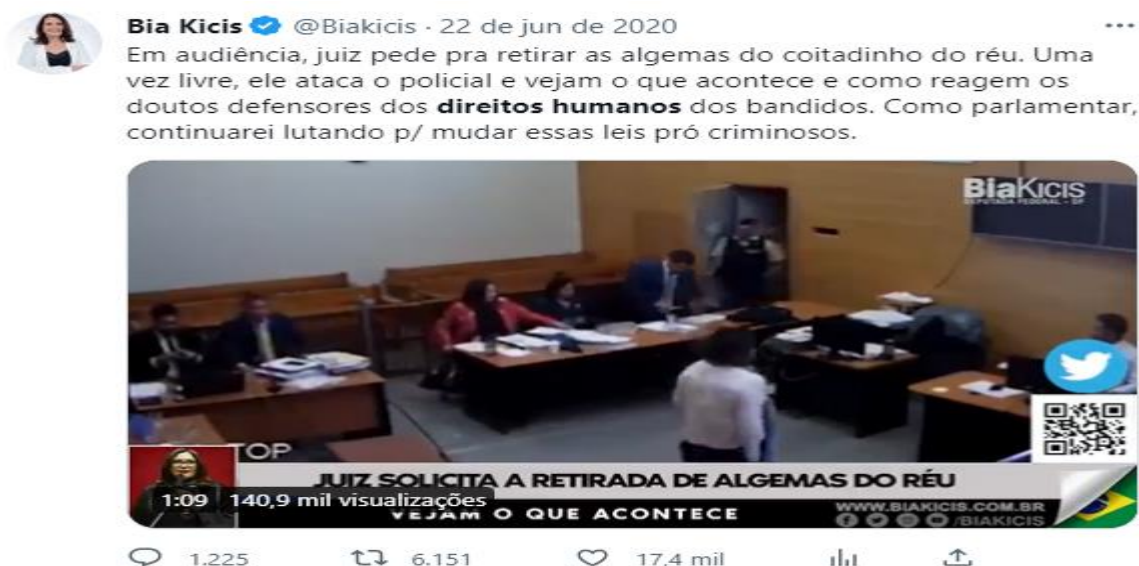 Bia Kicis @Biakicis · 22 de jun de 2020
Em audiência, juiz pede pra retirar as algemas do coitadinho do réu. Uma
vez livre, ele ataca o policial e vejam o que acontece e como reagem os
doutos defensores dos direitos humanos dos bandidos. Como parlamentar,
continuarei lutando p/ mudar essas leis pró criminosos.
BIAKICIS
DEPUTADA FEDERAL - DF
TOP
JUIZ SOLICITA A RETIRADA DE ALGEMAS DO RÉU
1:09 140,9 mil visualizações
VEJAM O QUE ACONTECE
WWW.BIAKICIS.COM.BR
/BIAKICIS
1.225 6.151 17,4 mil